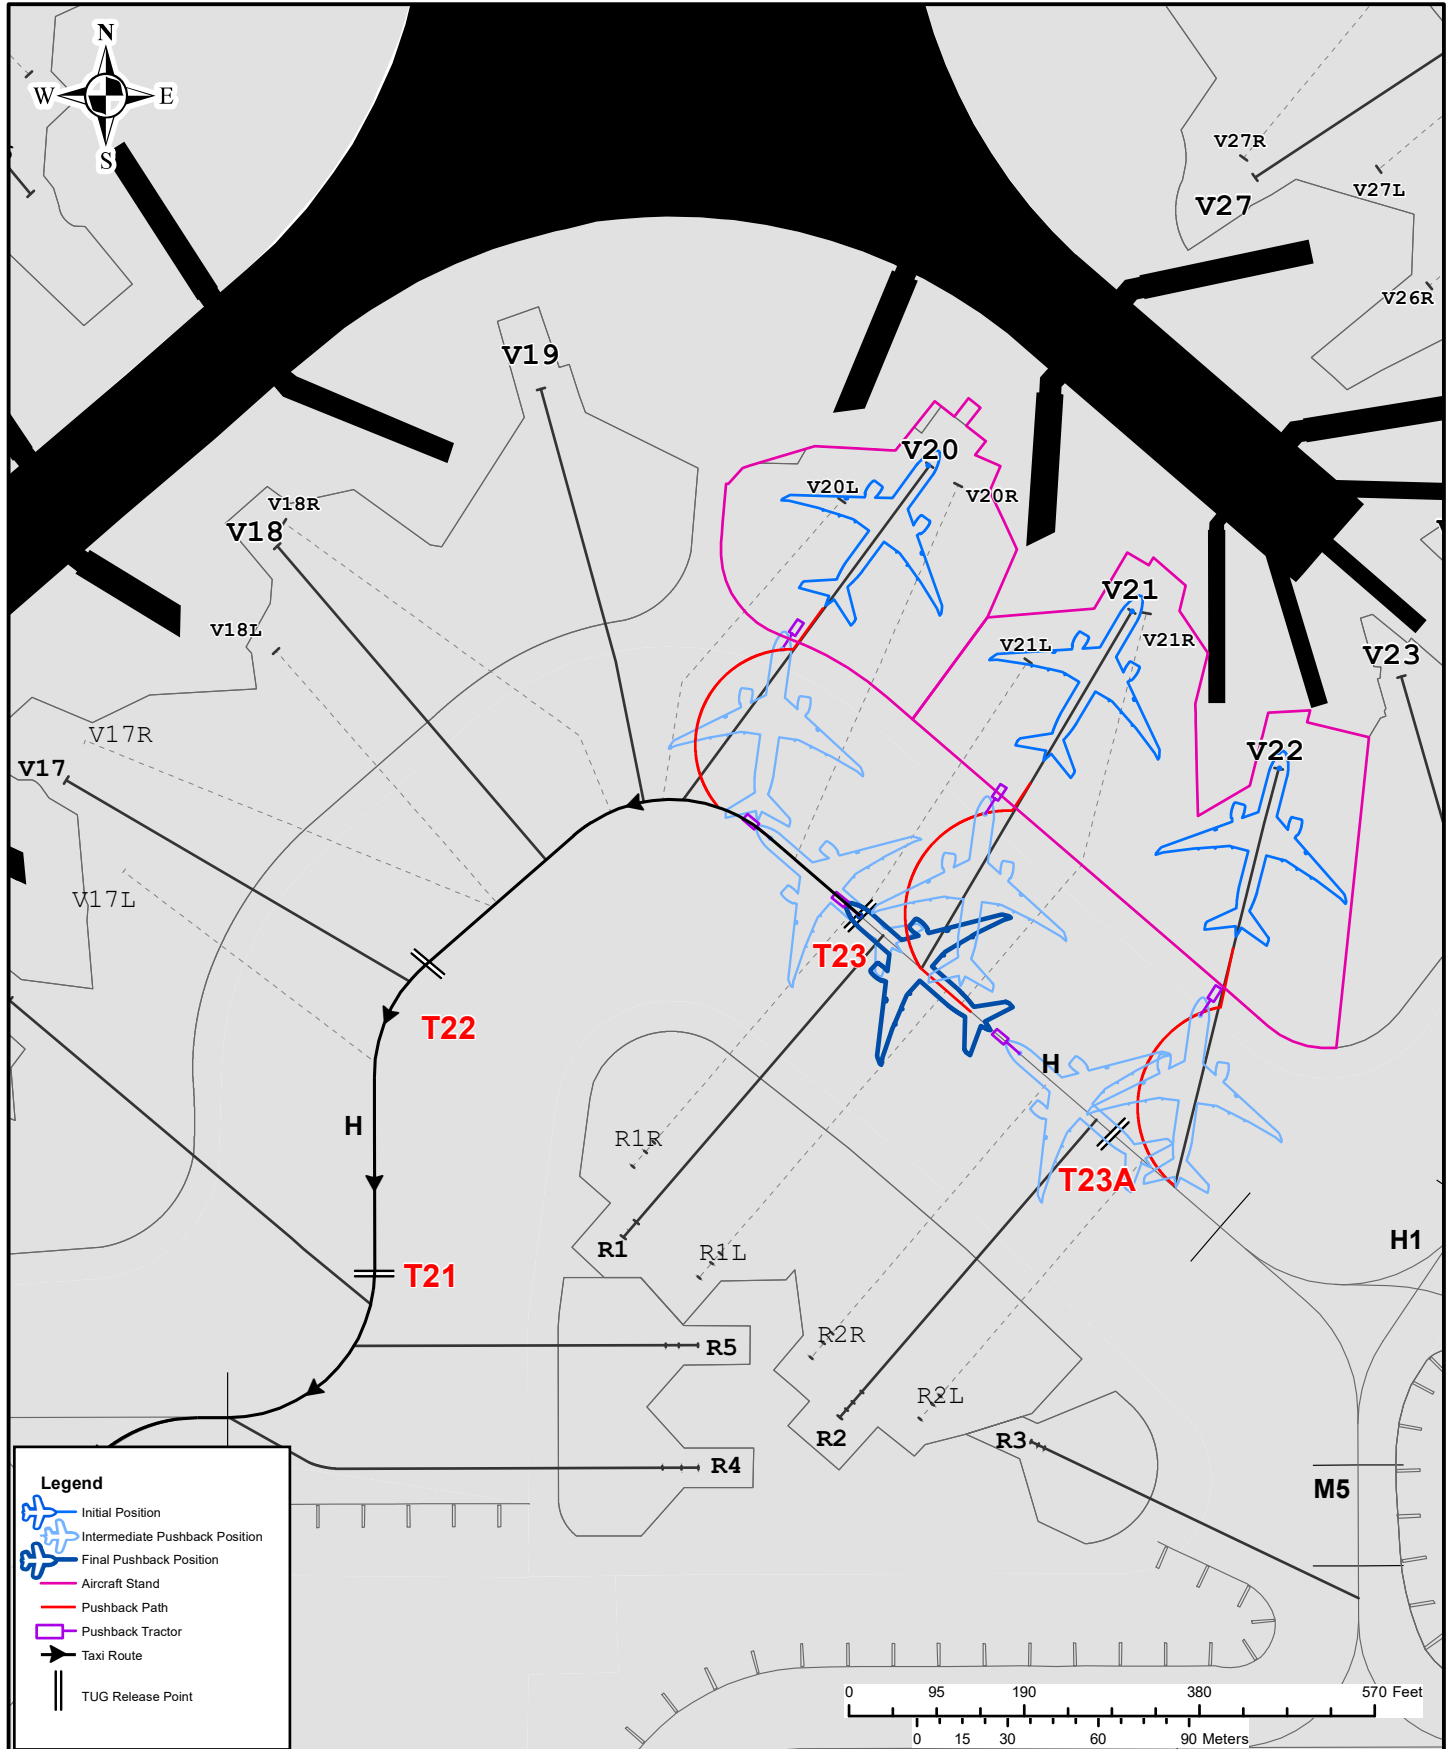 N
W E
S
V27R
V27L
V27
V26R
V19
V18R
V18
V20
V20L
V20R
V21
V21R
V21L
V18L
V23
V17R
V17
V22
V17L
T23
T22
H
H
T23A
R1R
R1
R1L
H1
T21
R5
R2R
R2L
R2
R3
R4
M5
Legend
Initial Position
Intermediate Pushback Position
Final Pushback Position
Aircraft Stand
Pushback Path
Pushback Tractor
Taxi Route
TUG Release Point
0 95 190 380 570 Feet
0 15 30 60 90 Meters